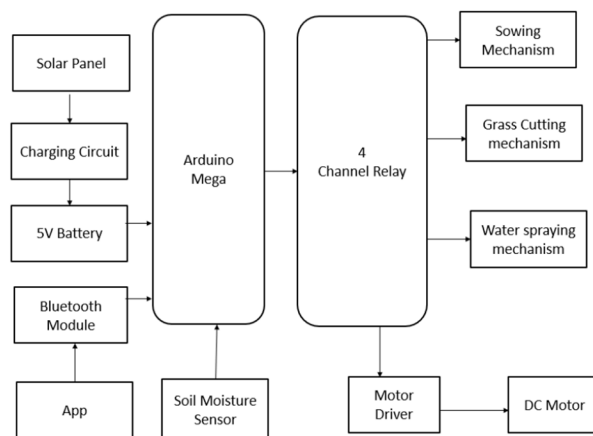 Solar Panel
Charging Circuit
5V Battery
Bluetooth
Module
App
Arduino
Mega
Soil Moisture
Sensor
4
Channel Relay
Sowing
Mechanism
Grass Cutting
mechanism
Water spraying
mechanism
Motor
Driver
DC Motor